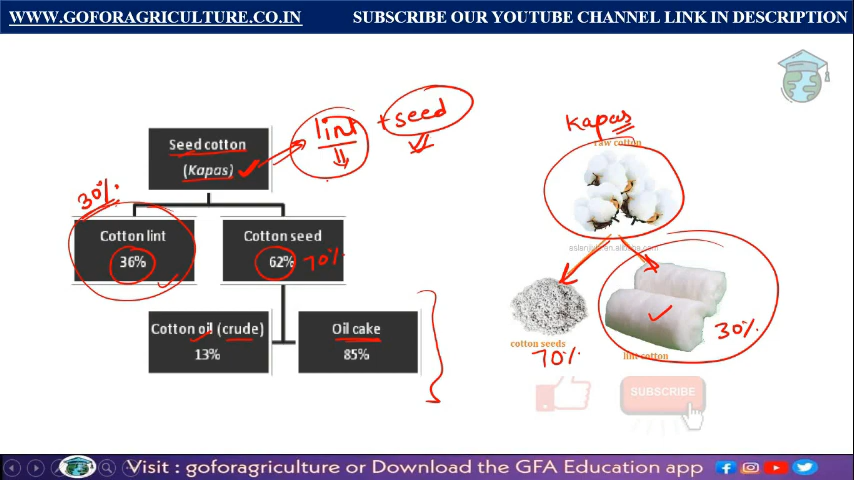 WWW.GOFORAGRICULTURE.CO.IN
SUBSCRIBE OUR YOUTUBE CHANNEL LINK IN DESCRIPTION
lint + seed
Seed cotton
(Kapas)
30%
Cotton lint
36%
Cotton seed
62% 70%
Cotton oil (crude)
13%
Oil cake
85%
Kapas
raw cotton
cotton seeds
70%
30%
lint cotton
SUBSCRIBE
Visit : goforagriculture or Download the GFA Education app